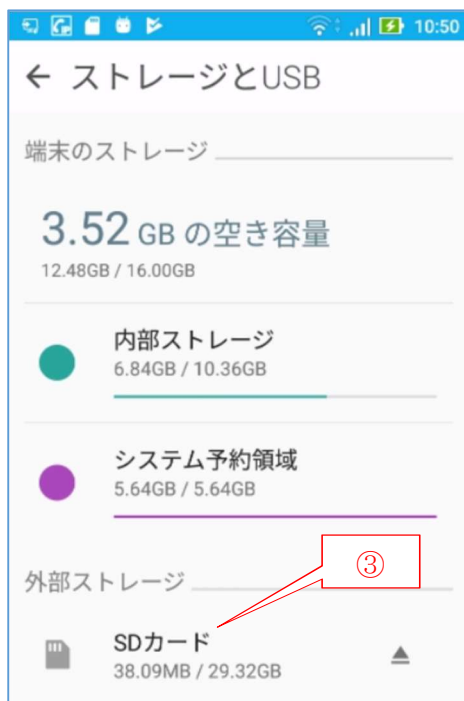 10:50
← ストレージとUSB
端末のストレージ
3.52 GB の空き容量
12.48GB / 16.00GB
内部ストレージ
6.84GB / 10.36GB
システム予約領域
5.64GB / 5.64GB
③
外部ストレージ
SDカード
38.09MB / 29.32GB